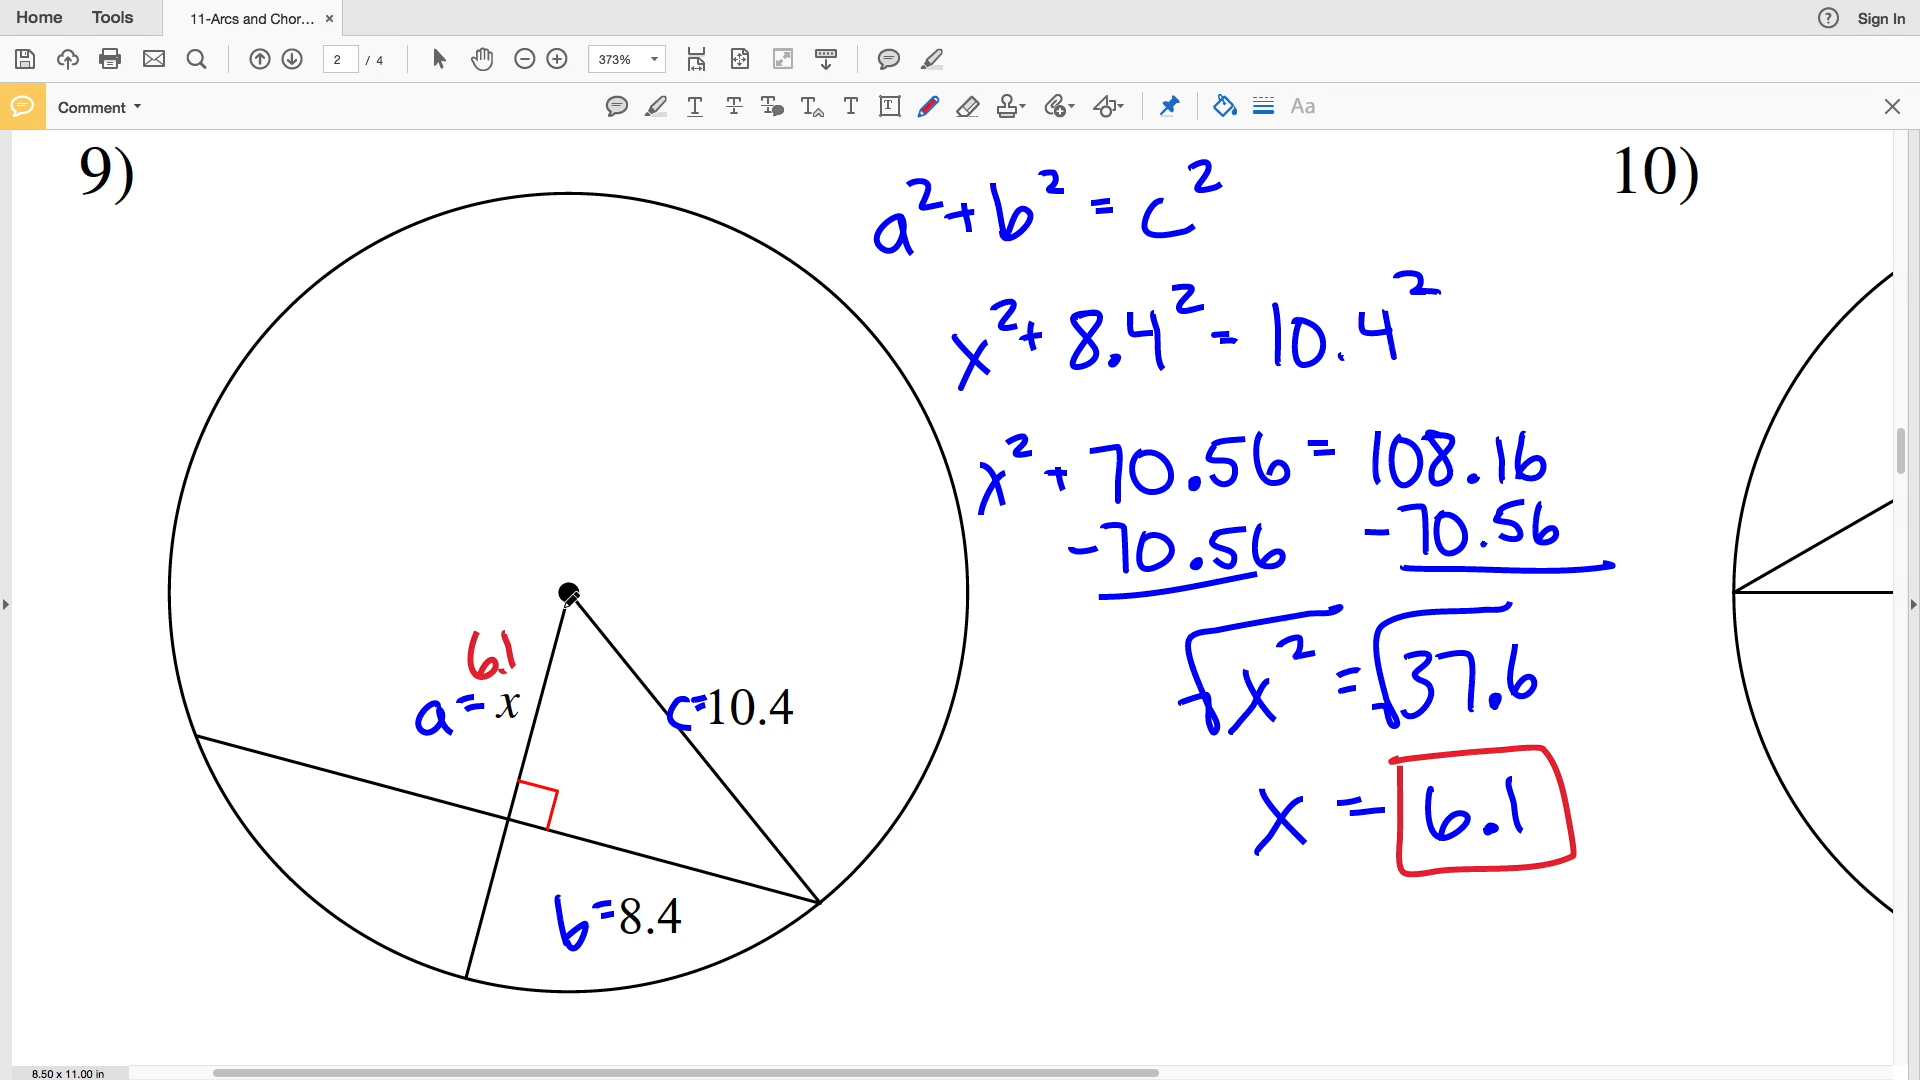 Home Tools 11-Arcs and Chor... × ? Sign In
2 / 4 373%
Comment T T T T T T Aa
9)
10)
a² + b² = c²
x² + 8.4² = 10.4²
x² + 70.56 = 108.16
-70.56 -70.56
√x² = √37.6
x = 6.1
6.1
a = x
c = 10.4
b = 8.4
8.50 x 11.00 in